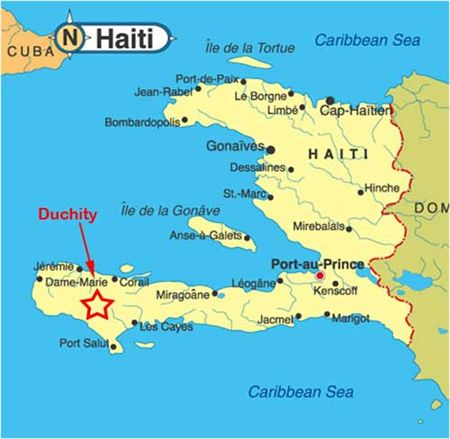 CUBA
N Haiti
Caribbean Sea
Île de la Tortue
Port-de-Paix
Jean-Rabel
Le Borgne
Limbé
Cap-Haïtien
Bombardopolis
Gonaïves
HAITI
Dessalines
Hinche
St.-Marc
DOM
Duchity
Île de la Gonâve
Mirebalais
Anse-à-Galets
Port-au-Prince
Jérémie
Dame-Marie
Corail
Léogâne
Kenscoff
Miragoâne
Jacmel
Marigot
Les Cayes
Port Salut
Caribbean Sea